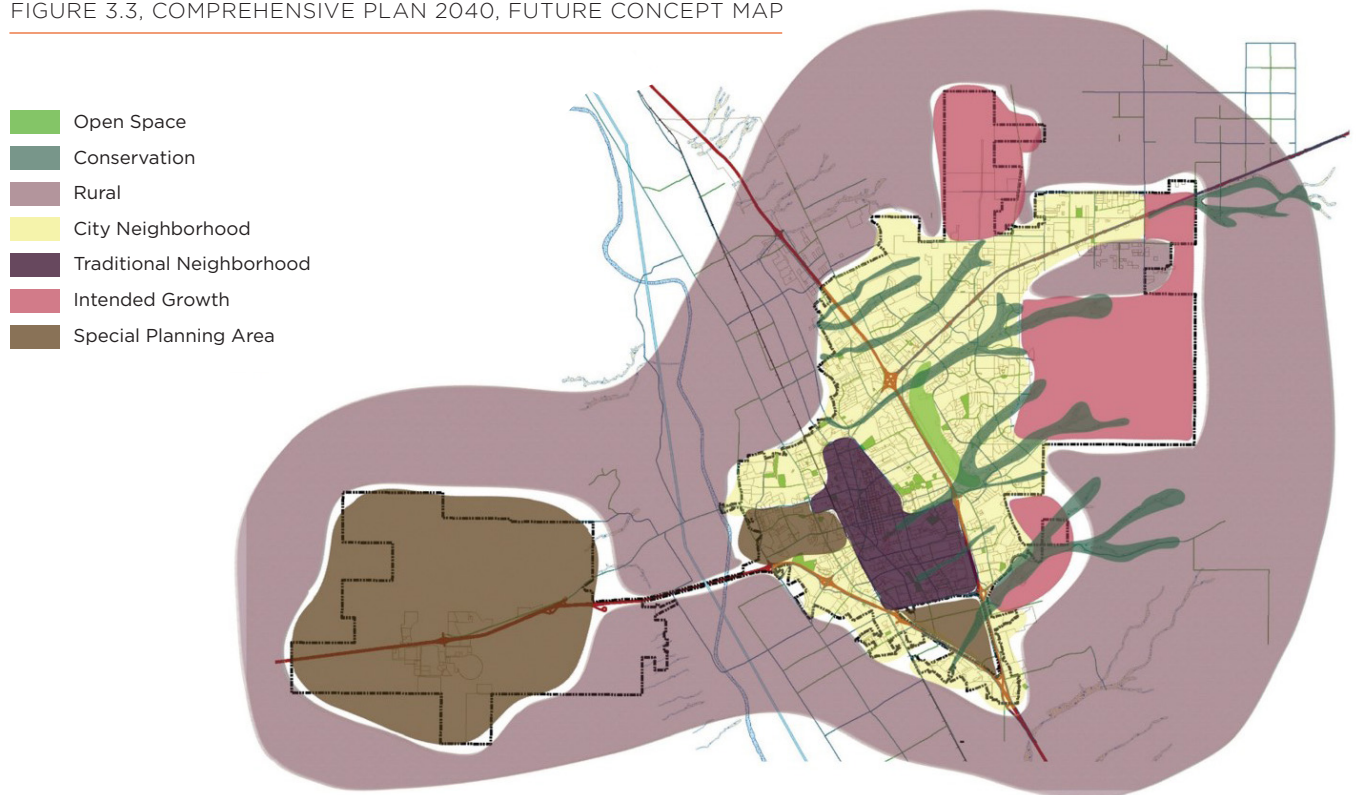 FIGURE 3.3, COMPREHENSIVE PLAN 2040, FUTURE CONCEPT MAP
Open Space
Conservation
Rural
City Neighborhood
Traditional Neighborhood
Intended Growth
Special Planning Area